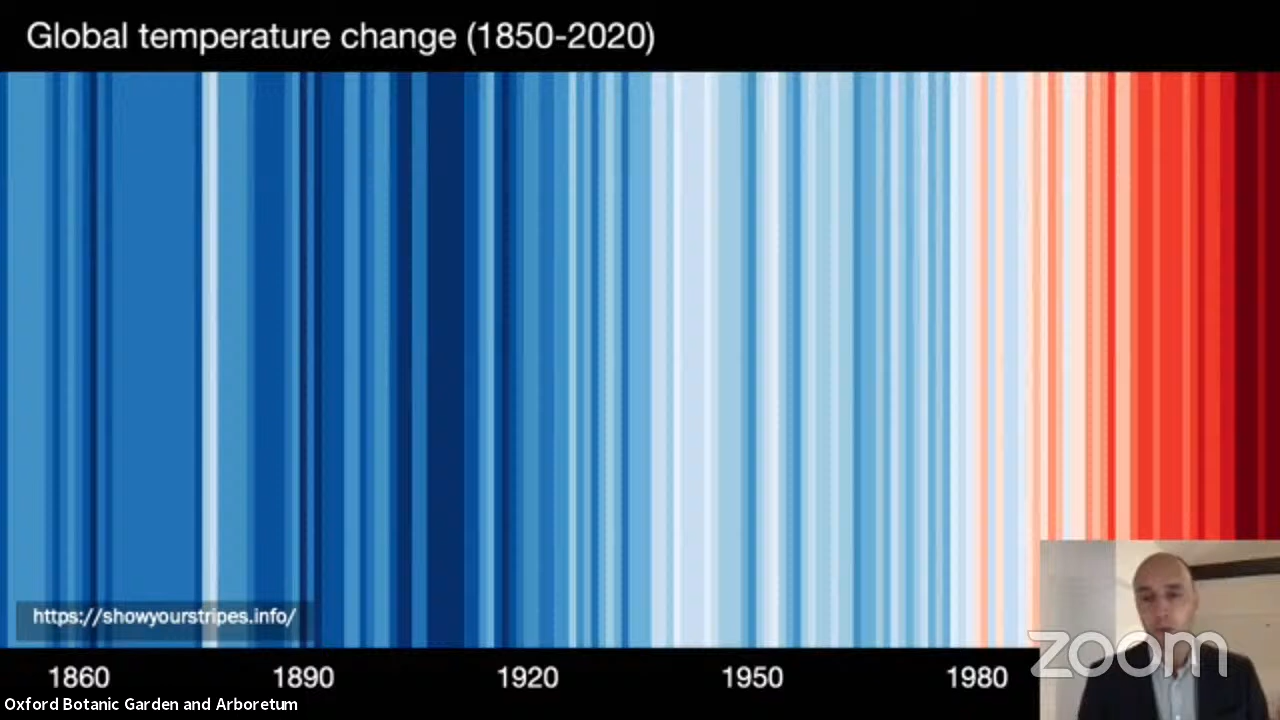 Global temperature change (1850-2020)
https://showyourstripes.info/
1860 1890 1920 1950 1980
zoom
Oxford Botanic Garden and Arboretum